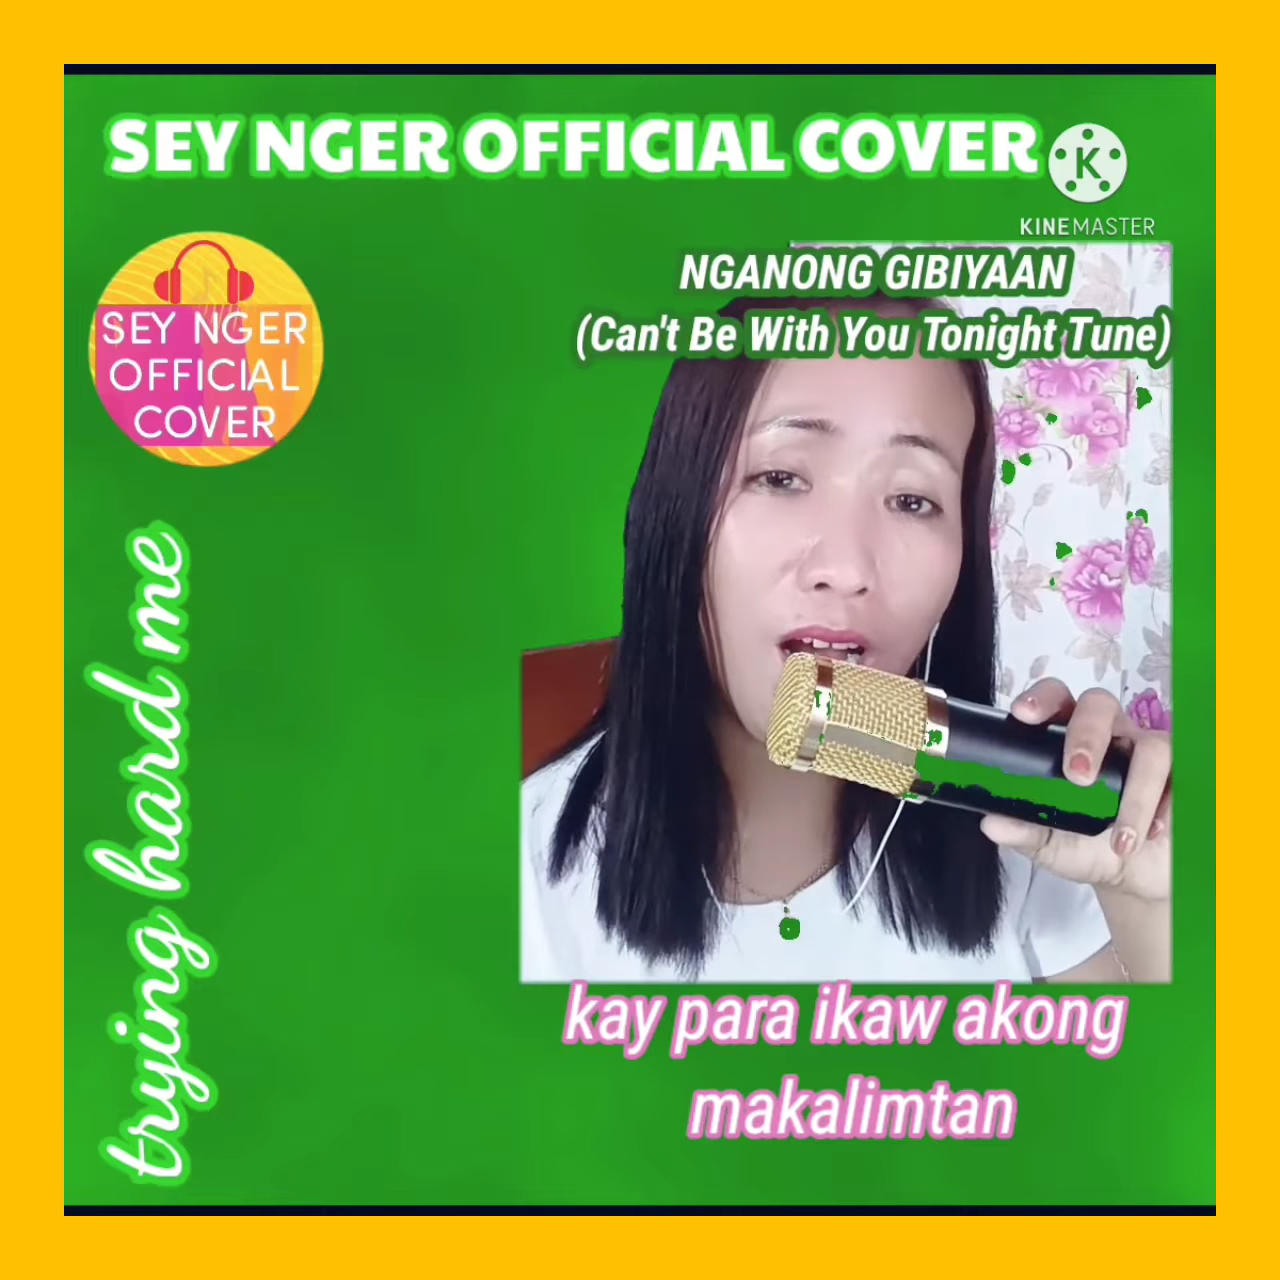 SEY NGER OFFICIAL COVER
K
KINEMASTER
NGANONG GIBIYAAN
(Can't Be With You Tonight Tune)
SEY NGER
OFFICIAL
COVER
trying hard me
kay para ikaw akong
makalimtan